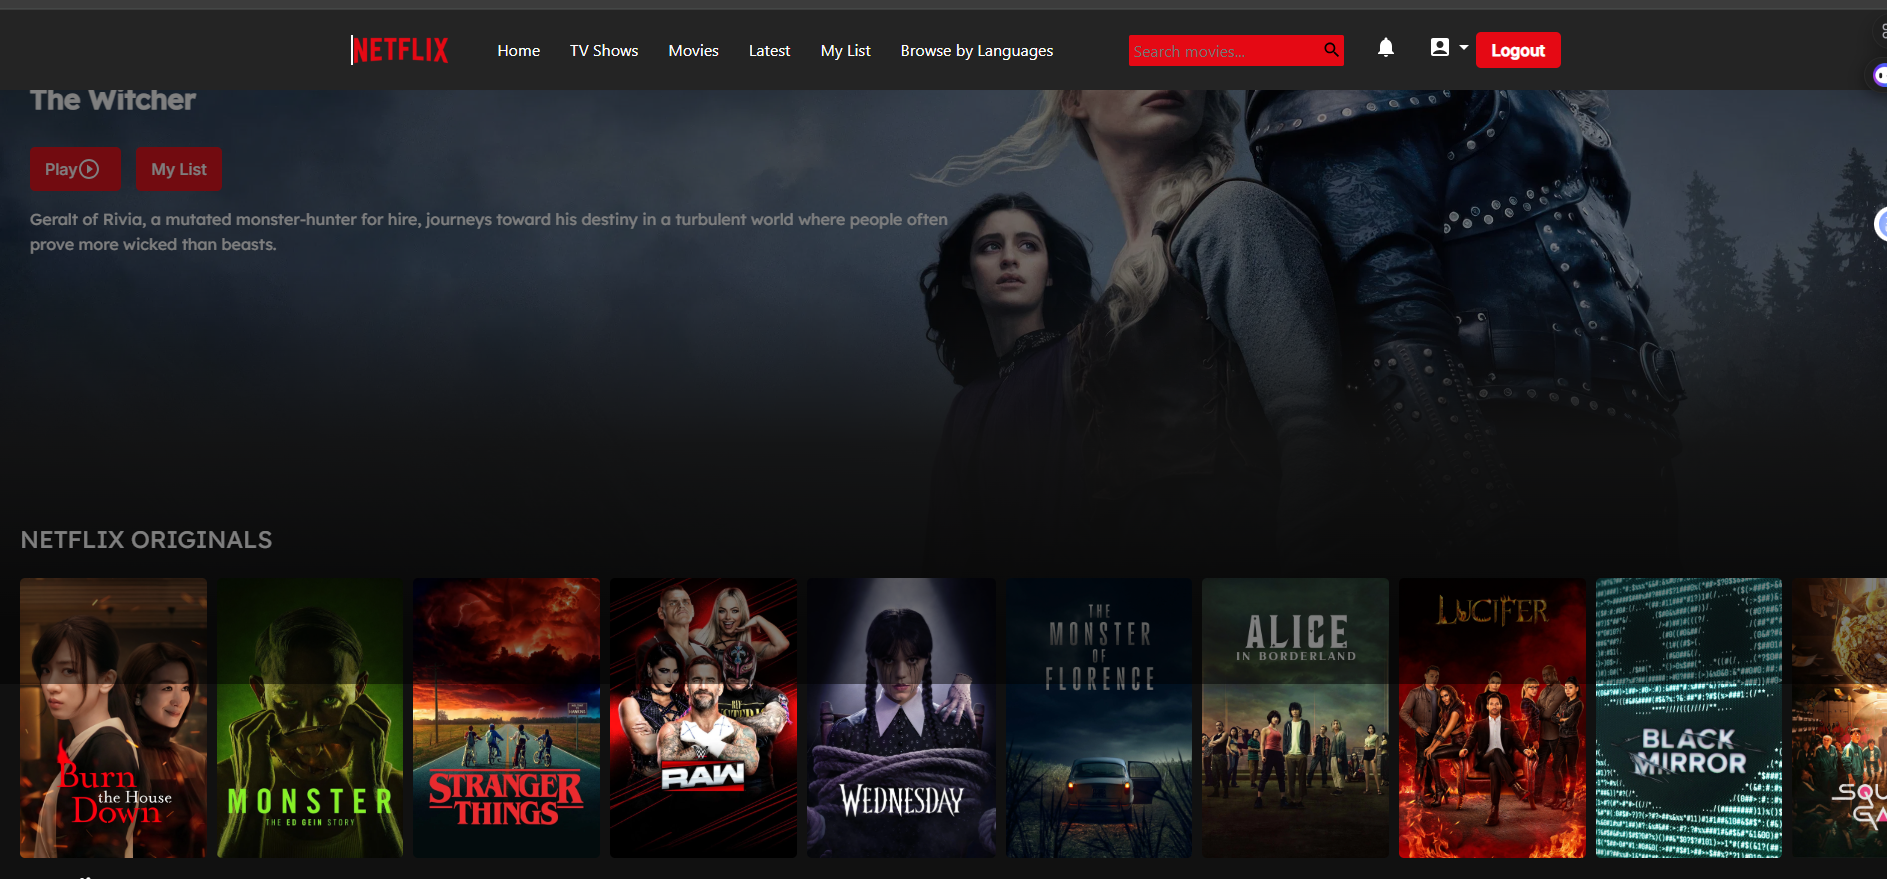 NETFLIX Home TV Shows Movies Latest My List Browse by Languages Search movies... Logout
The Witcher
Play My List
Geralt of Rivia, a mutated monster-hunter for hire, journeys toward his destiny in a turbulent world where people often
prove more wicked than beasts.
NETFLIX ORIGINALS
Burn
the House
Down
MONSTER
THE ED GEIN STORY
STRANGER
THINGS
RAW
WEDNESDAY
THE
MONSTER
OF
FLORENCE
ALICE
IN BORDERLAND
LUCIFER
BLACK
MIRROR